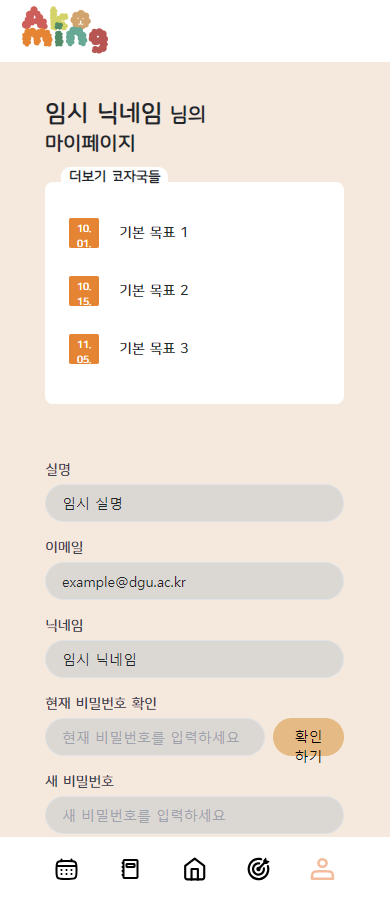 Akoming
임시 닉네임 님의
마이페이지
더보기 코자국들
10.
01.
기본 목표 1
10.
15.
기본 목표 2
11.
05.
기본 목표 3
실명
임시 실명
이메일
example@dgu.ac.kr
닉네임
임시 닉네임
현재 비밀번호 확인
현재 비밀번호를 입력하세요
확인
하기
새 비밀번호
새 비밀번호를 입력하세요